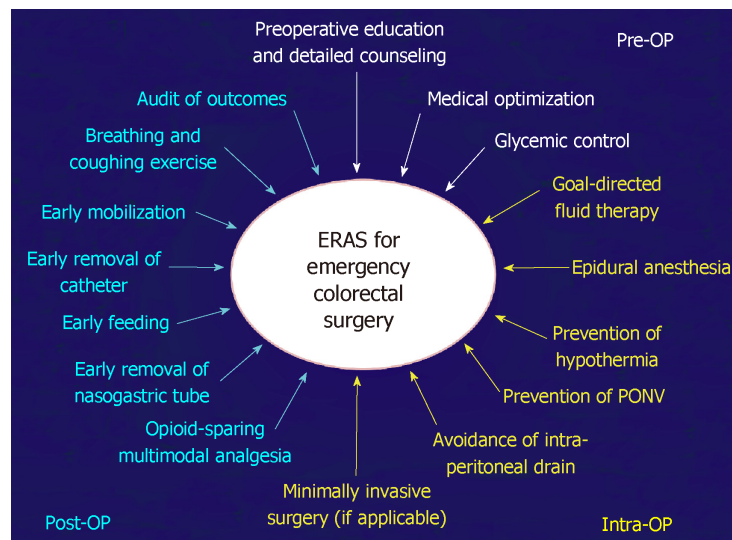 Preoperative education
and detailed counseling
Pre-OP
Audit of outcomes
Medical optimization
Breathing and
coughing exercise
Glycemic control
Goal-directed
fluid therapy
Early mobilization
ERAS for
emergency
colorectal
surgery
Early removal of
catheter
Epidural anesthesia
Early feeding
Prevention of
hypothermia
Early removal of
nasogastric tube
Prevention of PONV
Opioid-sparing
multimodal analgesia
Avoidance of intra-
peritoneal drain
Minimally invasive
surgery (if applicable)
Post-OP
Intra-OP